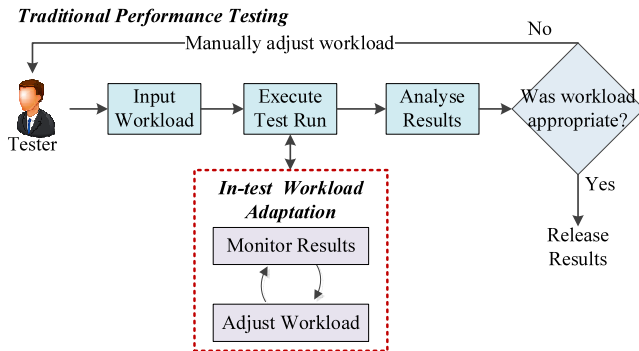 Traditional Performance Testing
No
Manually adjust workload
Tester
Input
Workload
Execute
Test Run
Analyse
Results
Was workload
appropriate?
Yes
Release
Results
In-test Workload
Adaptation
Monitor Results
Adjust Workload